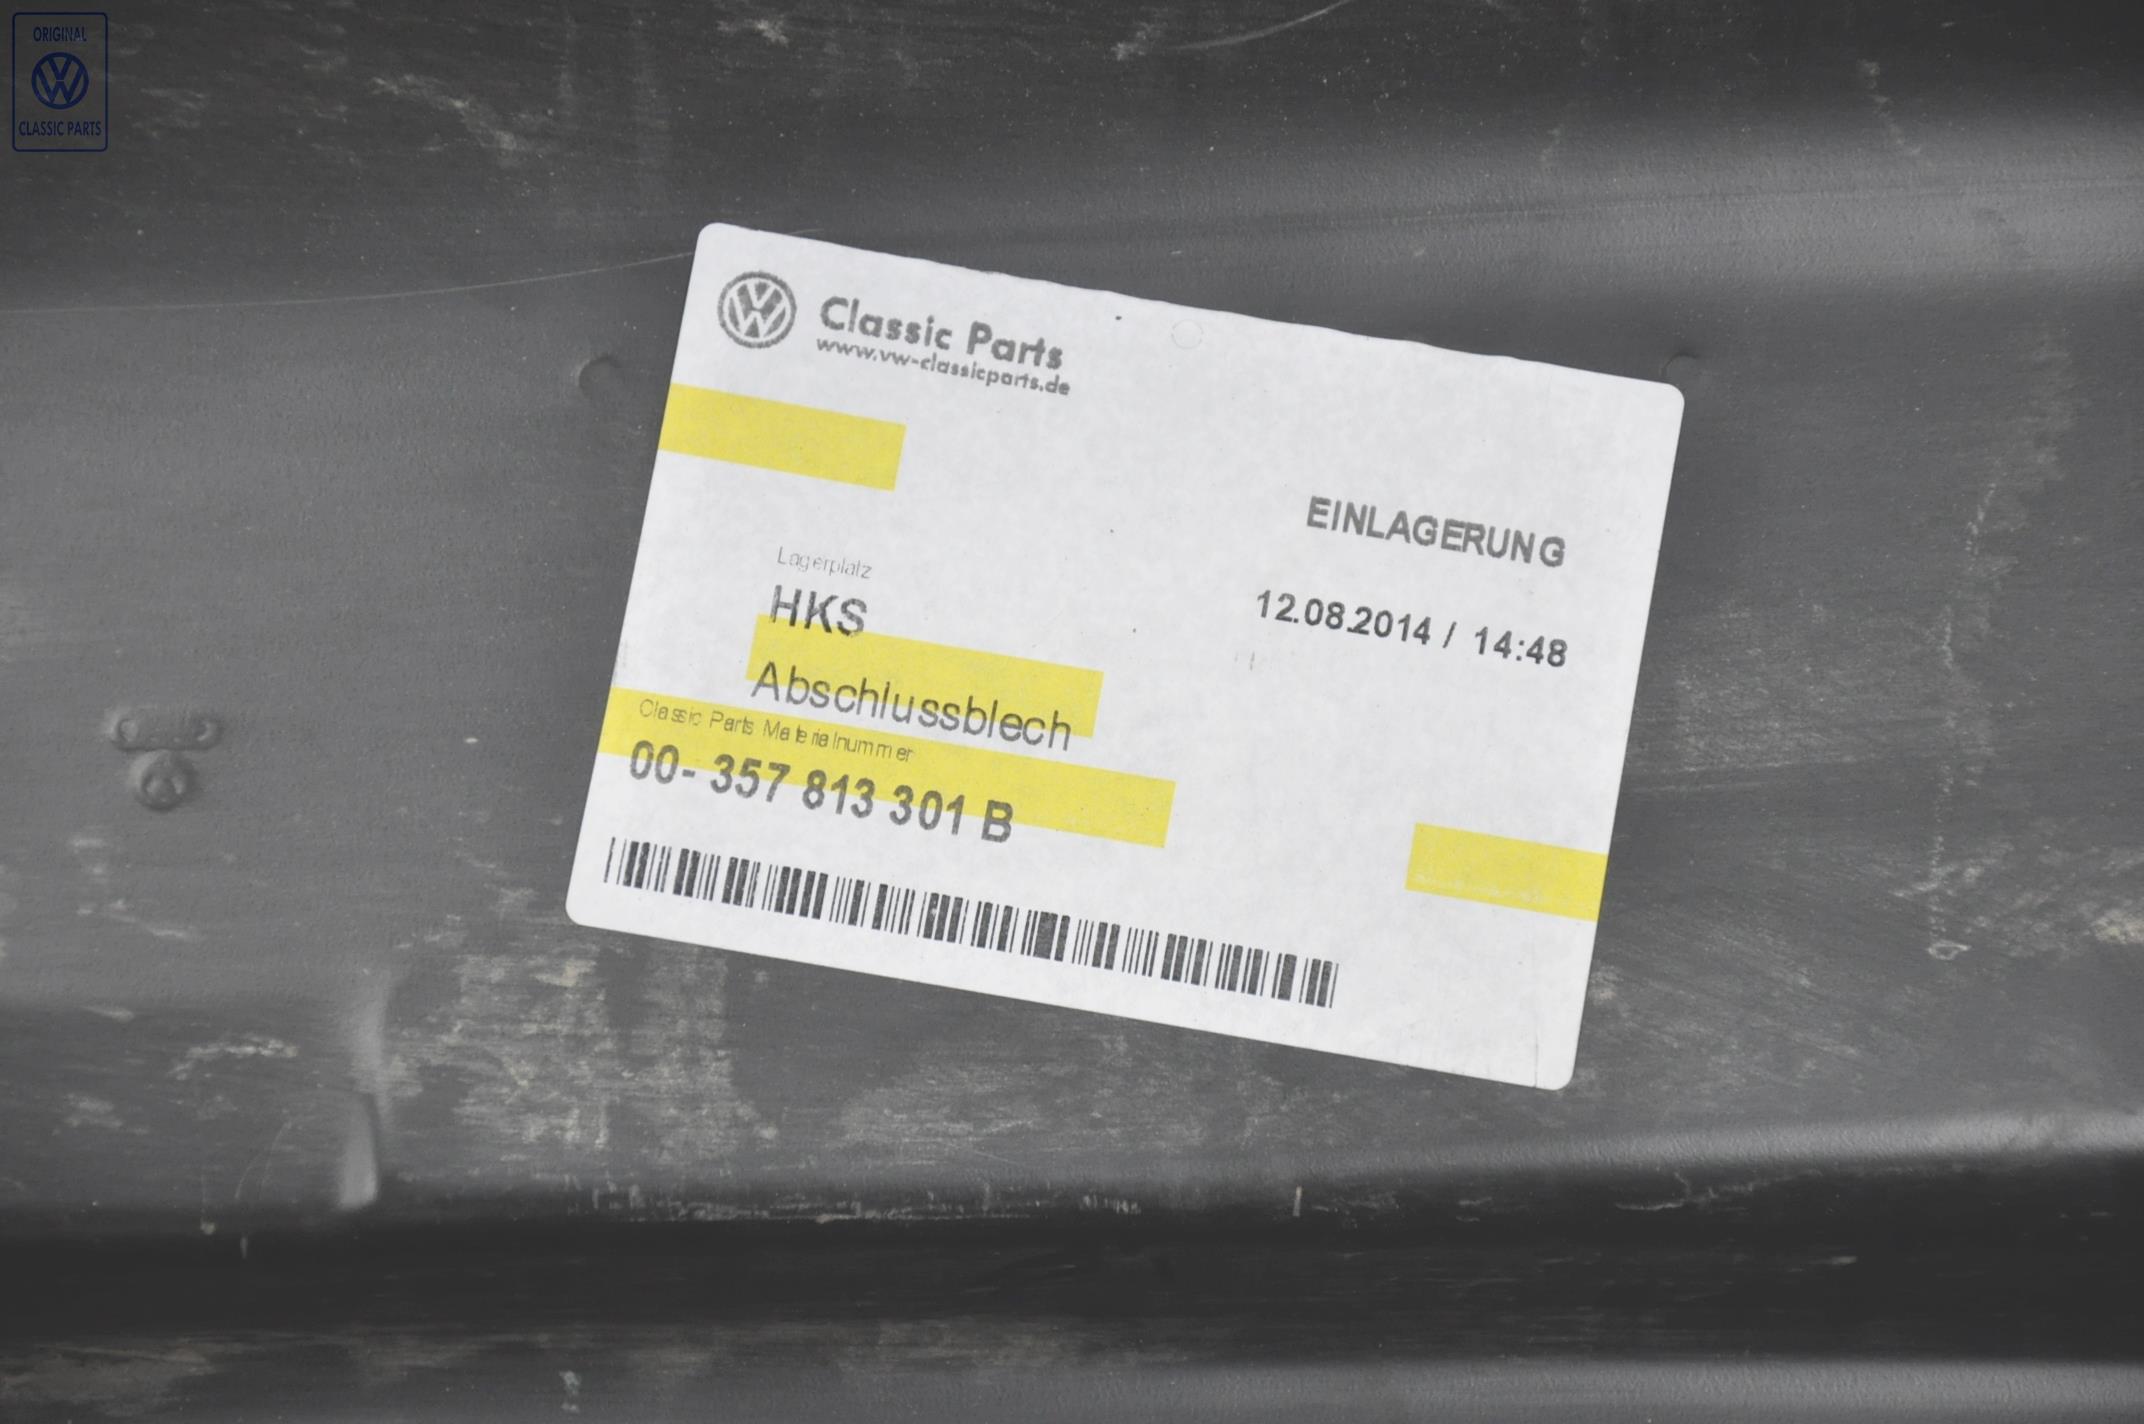 ORIGINAL
CLASSIC PARTS
Classic Parts
www.vw-classicparts.de
EINLAGERUNG
12.08.2014 / 14:48
Lagerplatz
HKS
Abschlussblech
Classic Parts Materialnummer
00- 357 813 301 B